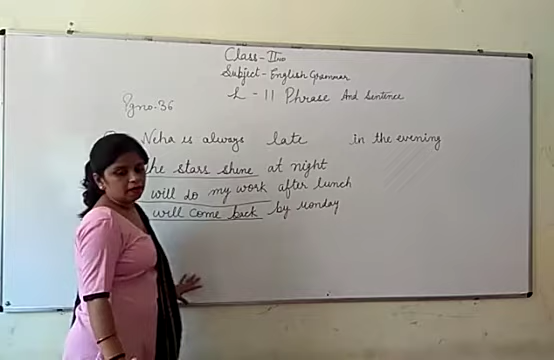 Class-IInd
Subject-English Grammar
L-11 Phrase And Sentence
Pg no.36
Neha is always late in the evening
the stars shine at night
will do my work after lunch
will come back by Monday